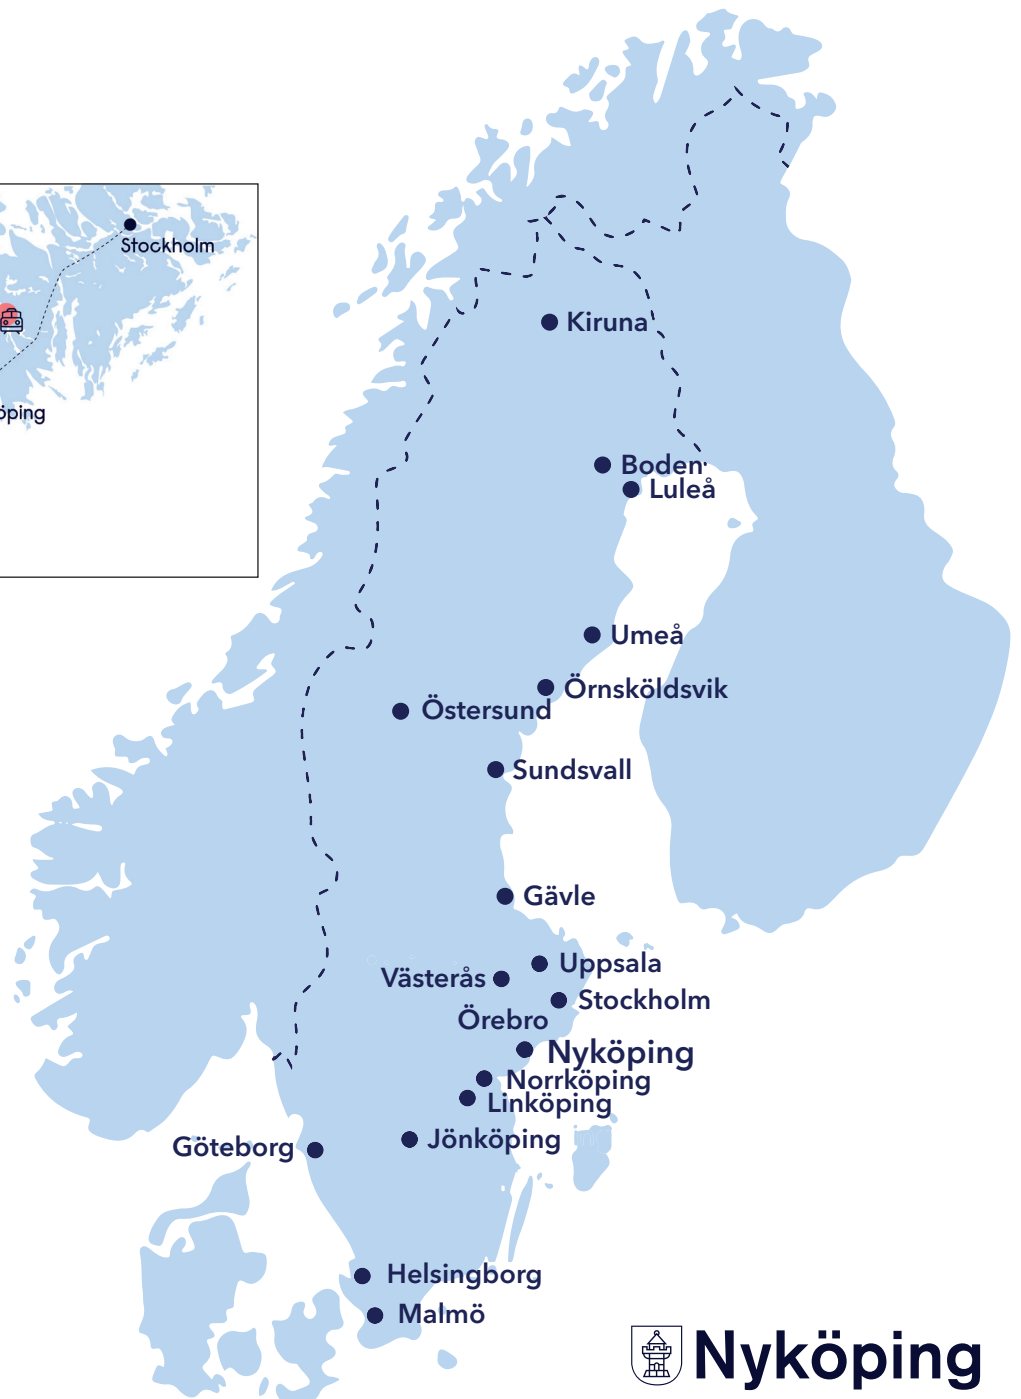 Stockholm
öping
Kiruna
Boden
Luleå
Umeå
Örnsköldsvik
Östersund
Sundsvall
Gävle
Uppsala
Västerås
Stockholm
Örebro
Nyköping
Norrköping
Linköping
Jönköping
Göteborg
Helsingborg
Malmö
Nyköping